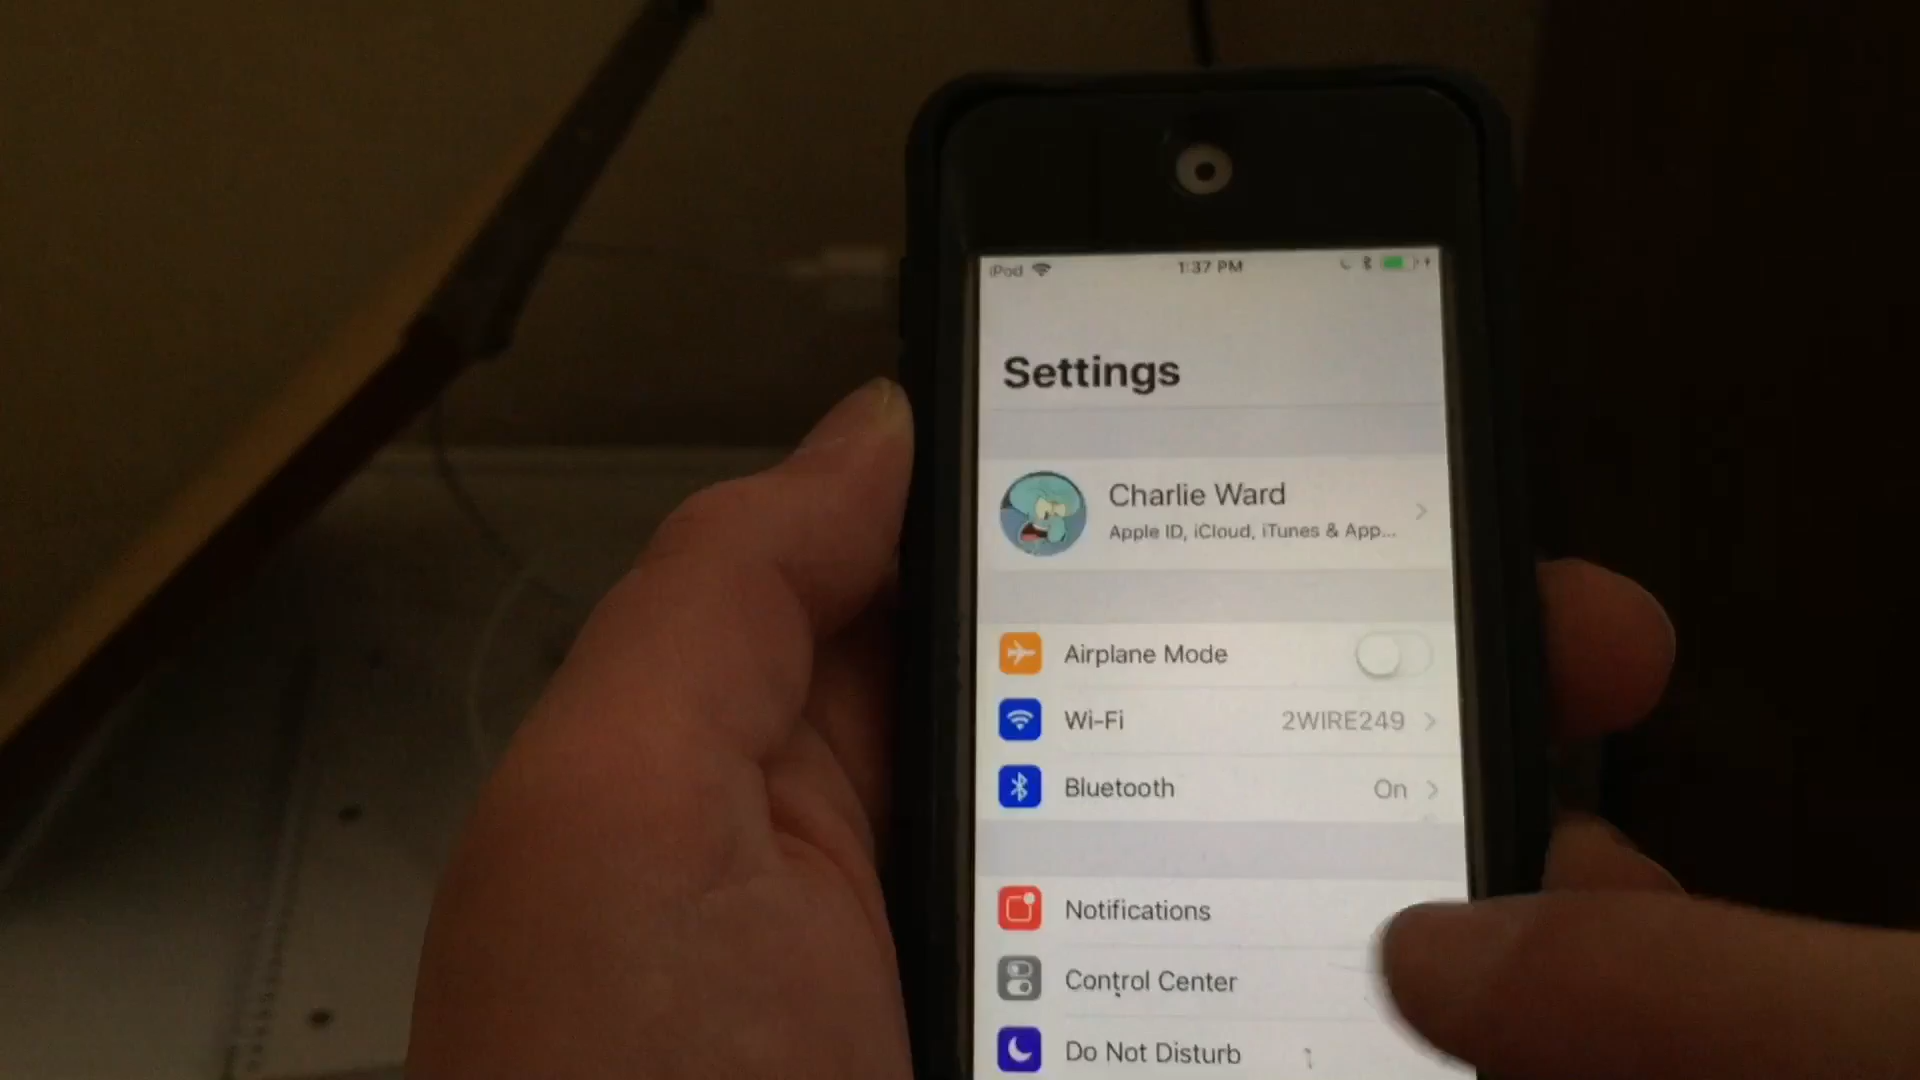 iPod 1:37 PM
Settings
Charlie Ward
Apple ID, iCloud, iTunes & App...
Airplane Mode
Wi-Fi 2WIRE249
Bluetooth On
Notifications
Control Center
Do Not Disturb